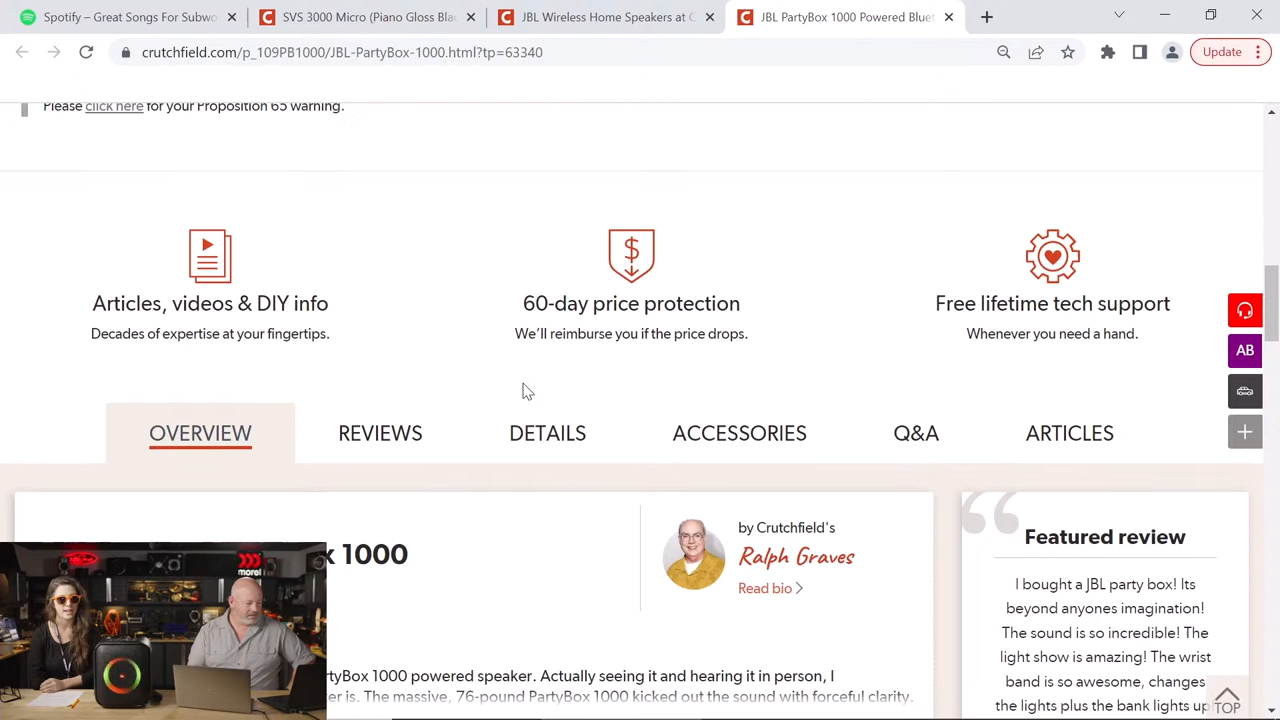 Spotify – Great Songs For Subwo
SVS 3000 Micro (Piano Gloss Bla
JBL Wireless Home Speakers at C
JBL PartyBox 1000 Powered Bluet
crutchfield.com/p_109PB1000/JBL-PartyBox-1000.html?tp=63340
Update
Please click here for your Proposition 65 warning.
Articles, videos & DIY info
Decades of expertise at your fingertips.
60-day price protection
We'll reimburse you if the price drops.
Free lifetime tech support
Whenever you need a hand.
AB
OVERVIEW
REVIEWS
DETAILS
ACCESSORIES
Q&A
ARTICLES
x 1000
by Crutchfield's
Ralph Graves
Read bio
rtyBox 1000 powered speaker. Actually seeing it and hearing it in person, I
er is. The massive, 76-pound PartyBox 1000 kicked out the sound with forceful clarity.
Featured review
I bought a JBL party box! Its
beyond anyones imagination!
The sound is so incredible! The
light show is amazing! The wrist
band is so awesome, changes
the lights plus the bank lights up
TOP
morel